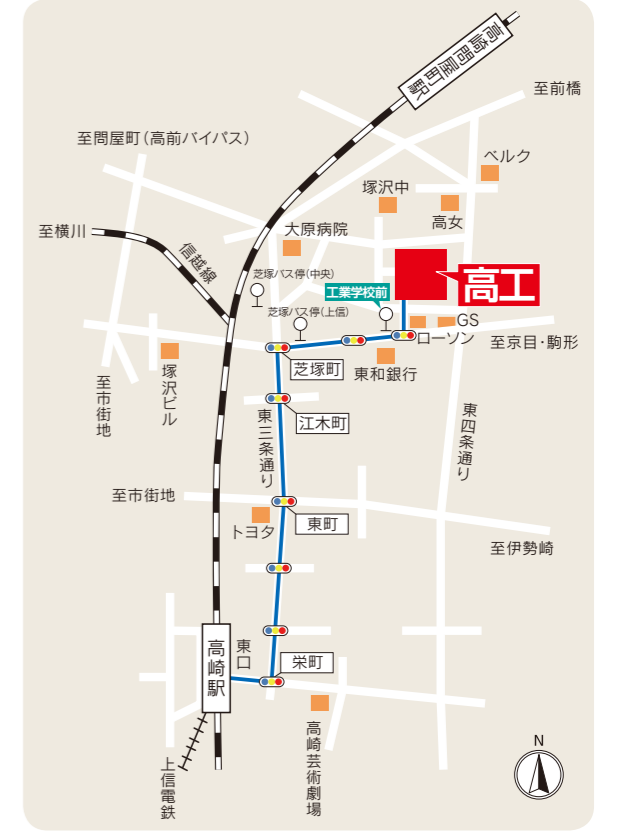 高崎問屋町駅
至前橋
至問屋町(高前バイパス)
ベルク
塚沢中
高女
大原病院
至横川
信越線
芝塚バス停(中央)
工業学校前
高工
芝塚バス停(上信)
GS
ローソン
至京目・駒形
芝塚町
東和銀行
塚沢ビル
至市街地
江木町
東三条通り
東四条通り
至市街地
東町
トヨタ
至伊勢崎
高崎駅
東口
栄町
高崎芸術劇場
上信電鉄
N